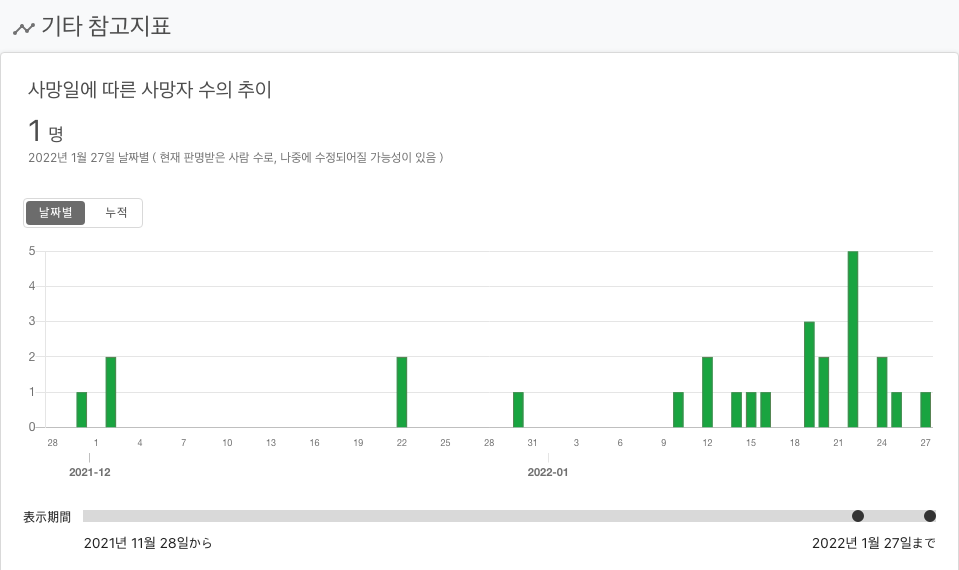 기타 참고지표
사망일에 따른 사망자 수의 추이
1 명
2022년 1월 27일 날짜별 ( 현재 판명받은 사람 수로, 나중에 수정되어질 가능성이 있음 )
날짜별 누적
5
4
3
2
1
0
28 1 4 7 10 13 16 19 22 25 28 31 3 6 9 12 15 18 21 24 27
2021-12 2022-01
表示期間
2021년 11월 28일から 2022년 1월 27일まで